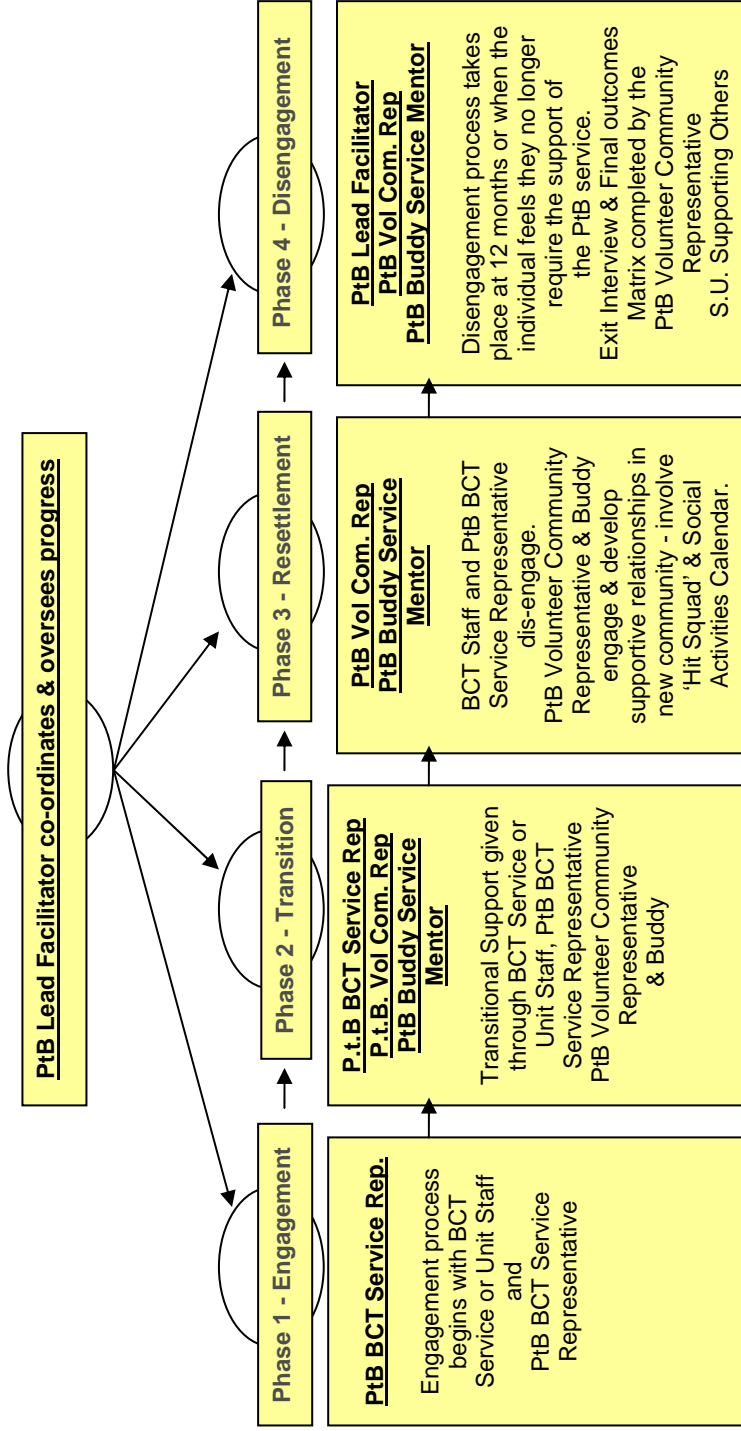 PtB Lead Facilitator co-ordinates & oversees progress
Phase 1 - Engagement
Phase 2 - Transition
Phase 3 - Resettlement
Phase 4 - Disengagement
PtB BCT Service Rep.
Engagement process
begins with BCT
Service or Unit Staff
and
PtB BCT Service
Representative
P.t.B BCT Service Rep
P.t.B. Vol Com. Rep
PtB Buddy Service
Mentor
Transitional Support given
through BCT Service or
Unit Staff, PtB BCT
Service Representative
PtB Volunteer Community
Representative
& Buddy
PtB Vol Com. Rep
PtB Buddy Service
Mentor
BCT Staff and PtB BCT
Service Representative
dis-engage.
PtB Volunteer Community
Representative & Buddy
engage & develop
supportive relationships in
new community - involve
‘Hit Squad’ & Social
Activities Calendar.
PtB Lead Facilitator
PtB Vol Com. Rep
PtB Buddy Service Mentor
Disengagement process takes
place at 12 months or when the
individual feels they no longer
require the support of
the PtB service.
Exit Interview & Final outcomes
Matrix completed by the
PtB Volunteer Community
Representative
S.U. Supporting Others